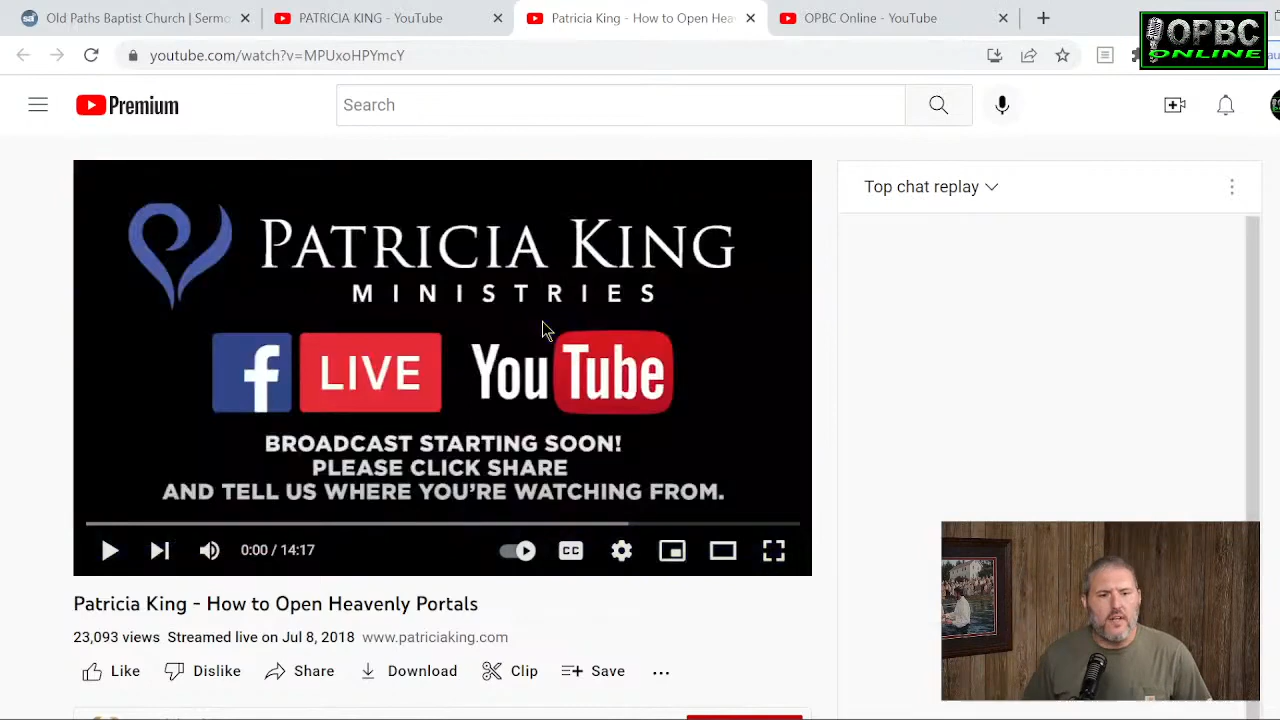 Old Paths Baptist Church | Sermo
PATRICIA KING - YouTube
Patricia King - How to Open Hea
OPBC Online - YouTube
OPBC
ONLINE
youtube.com/watch?v=MPUxoHPYmcY
Premium
Search
Top chat replay
PATRICIA KING
MINISTRIES
f LIVE YouTube
BROADCAST STARTING SOON!
PLEASE CLICK SHARE
AND TELL US WHERE YOU'RE WATCHING FROM.
0:00 / 14:17
CC
Patricia King - How to Open Heavenly Portals
23,093 views Streamed live on Jul 8, 2018 www.patriciaking.com
Like Dislike Share Download Clip Save ...